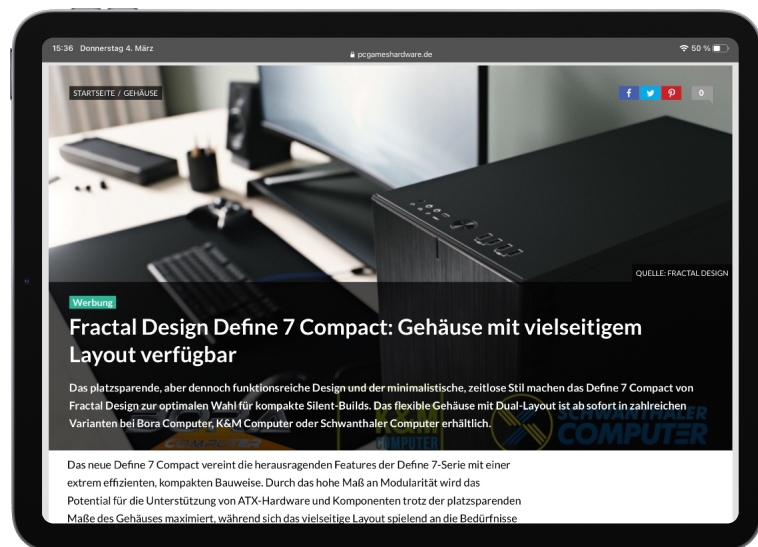 15:36 Donnerstag 4. März
pcgameshardware.de
50 %
STARTSEITE / GEHÄUSE
0
QUELLE: FRACTAL DESIGN
Werbung
Fractal Design Define 7 Compact: Gehäuse mit vielseitigem
Layout verfügbar
Das platzsparende, aber dennoch funktionsreiche Design und der minimalistische, zeitlose Stil machen das Define 7 Compact von
Fractal Design zur optimalen Wahl für kompakte Silent-Builds. Das flexible Gehäuse mit Dual-Layout ist ab sofort in zahlreichen
Varianten bei Bora Computer, K&M Computer oder Schwanthaler Computer erhältlich.
BORA
COMPUTER
K&M
COMPUTER
SCHWANTHALER
COMPUTER
Das neue Define 7 Compact vereint die herausragenden Features der Define 7-Serie mit einer
extrem effizienten, kompakten Bauweise. Durch das hohe Maß an Modularität wird das
Potential für die Unterstützung von ATX-Hardware und Komponenten trotz der platzsparenden
Maße des Gehäuses maximiert, während sich das vielseitige Layout spielend an die Bedürfnisse